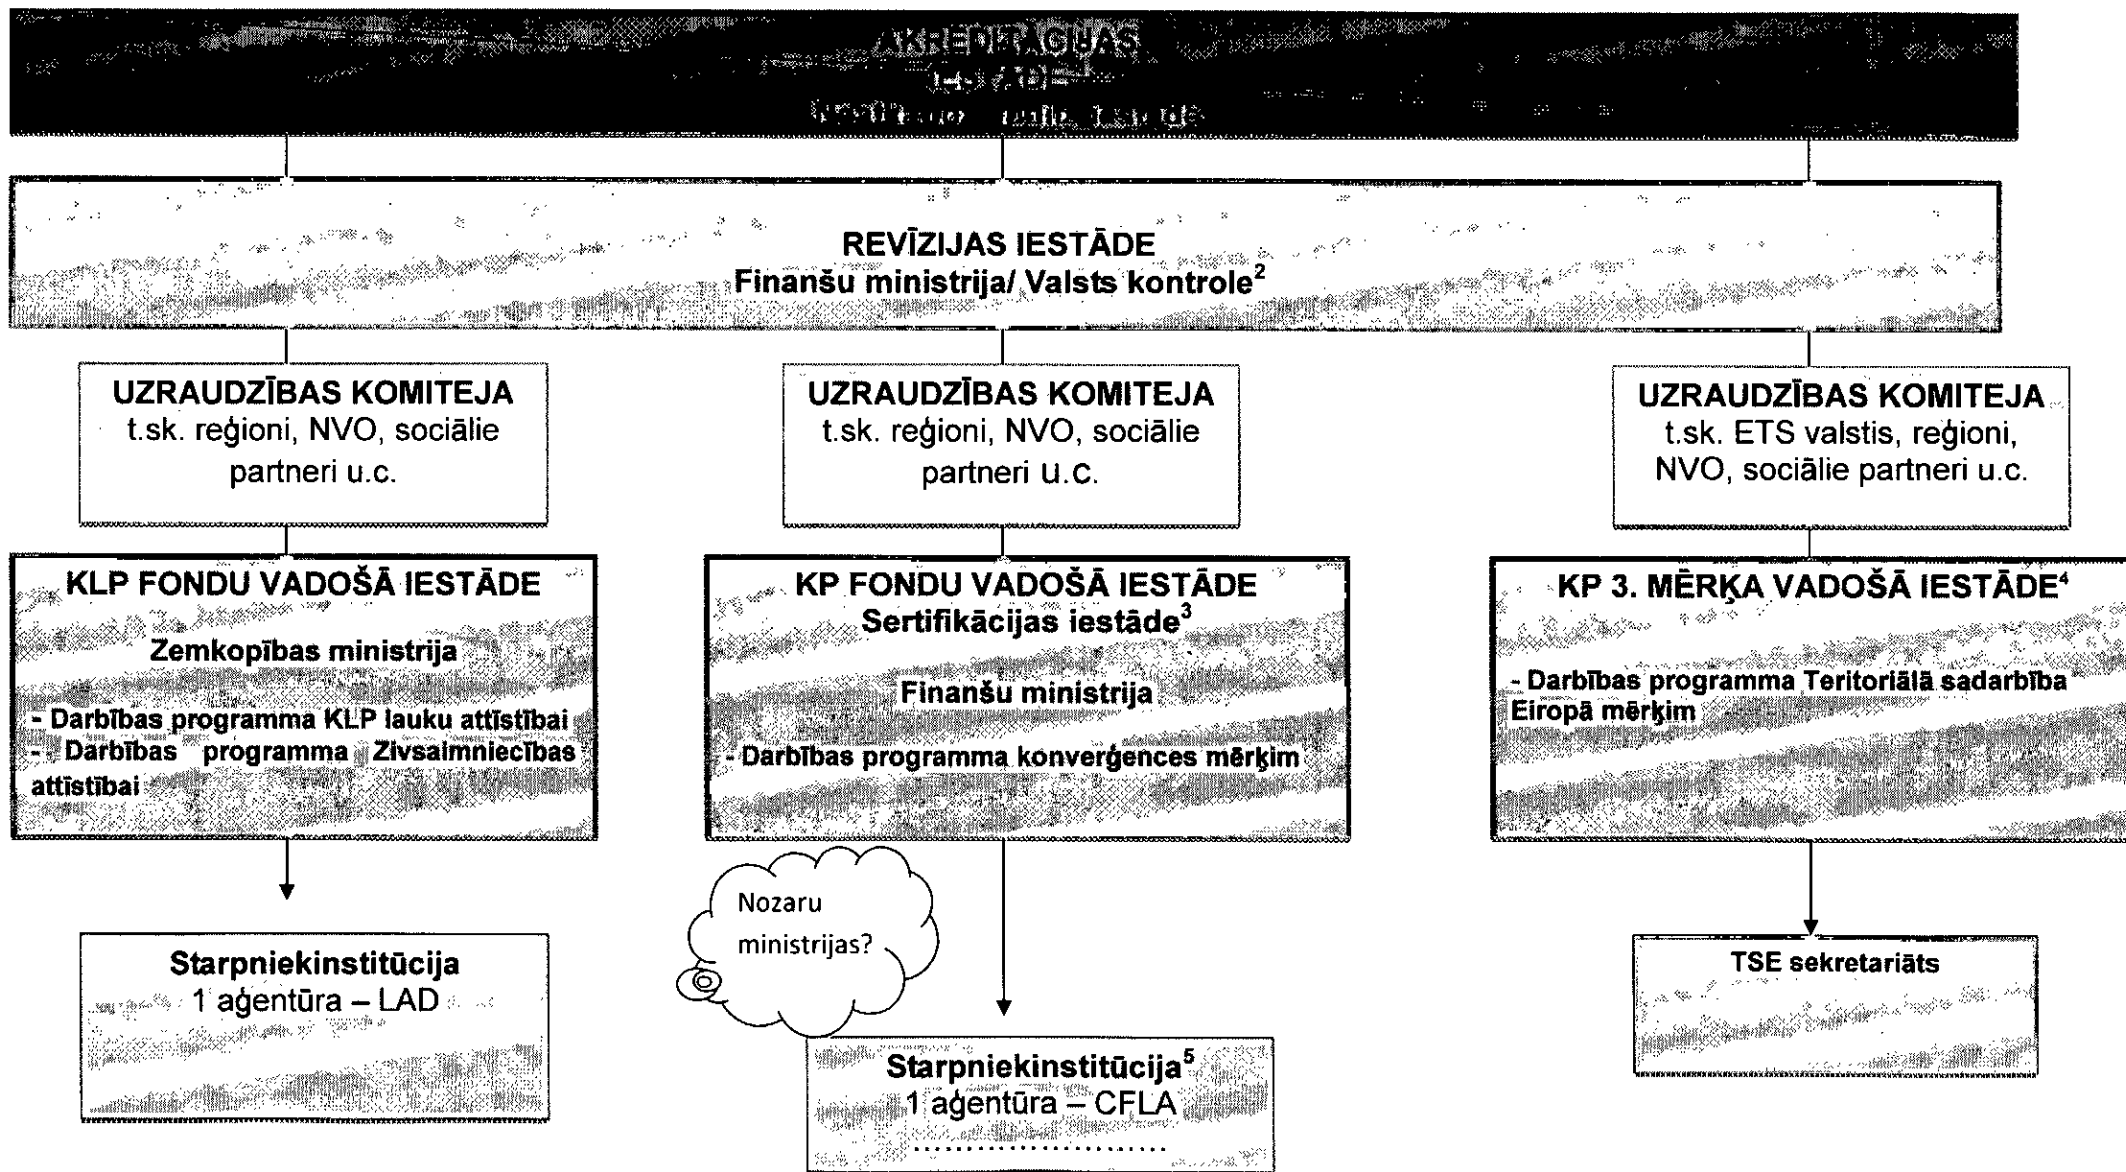 AKREDITĀCIJAS
IESTĀDE¹
iestāde
REVĪZIJAS IESTĀDE
Finanšu ministrija/ Valsts kontrole²
UZRAUDZĪBAS KOMITEJA
t.sk. reģioni, NVO, sociālie
partneri u.c.
UZRAUDZĪBAS KOMITEJA
t.sk. reģioni, NVO, sociālie
partneri u.c.
UZRAUDZĪBAS KOMITEJA
t.sk. ETS valstis, reģioni,
NVO, sociālie partneri u.c.
KLP FONDU VADOŠĀ IESTĀDE
Zemkopības ministrija
- Darbības programma KLP lauku attīstībai
- Darbības programma Zivsaimniecības
attīstībai
KP FONDU VADOŠĀ IESTĀDE
Sertifikācijas iestāde³
Finanšu ministrija
- Darbības programma konverģences mērķim
KP 3. MĒRĶA VADOŠĀ IESTĀDE⁴
- Darbības programma Teritoriālā sadarbība
Eiropā mērķim
Nozaru
ministrijas?
Starpniekinstitūcija
1 aģentūra – LAD
Starpniekinstitūcija⁵
1 aģentūra – CFLA
........................
TSE sekretariāts